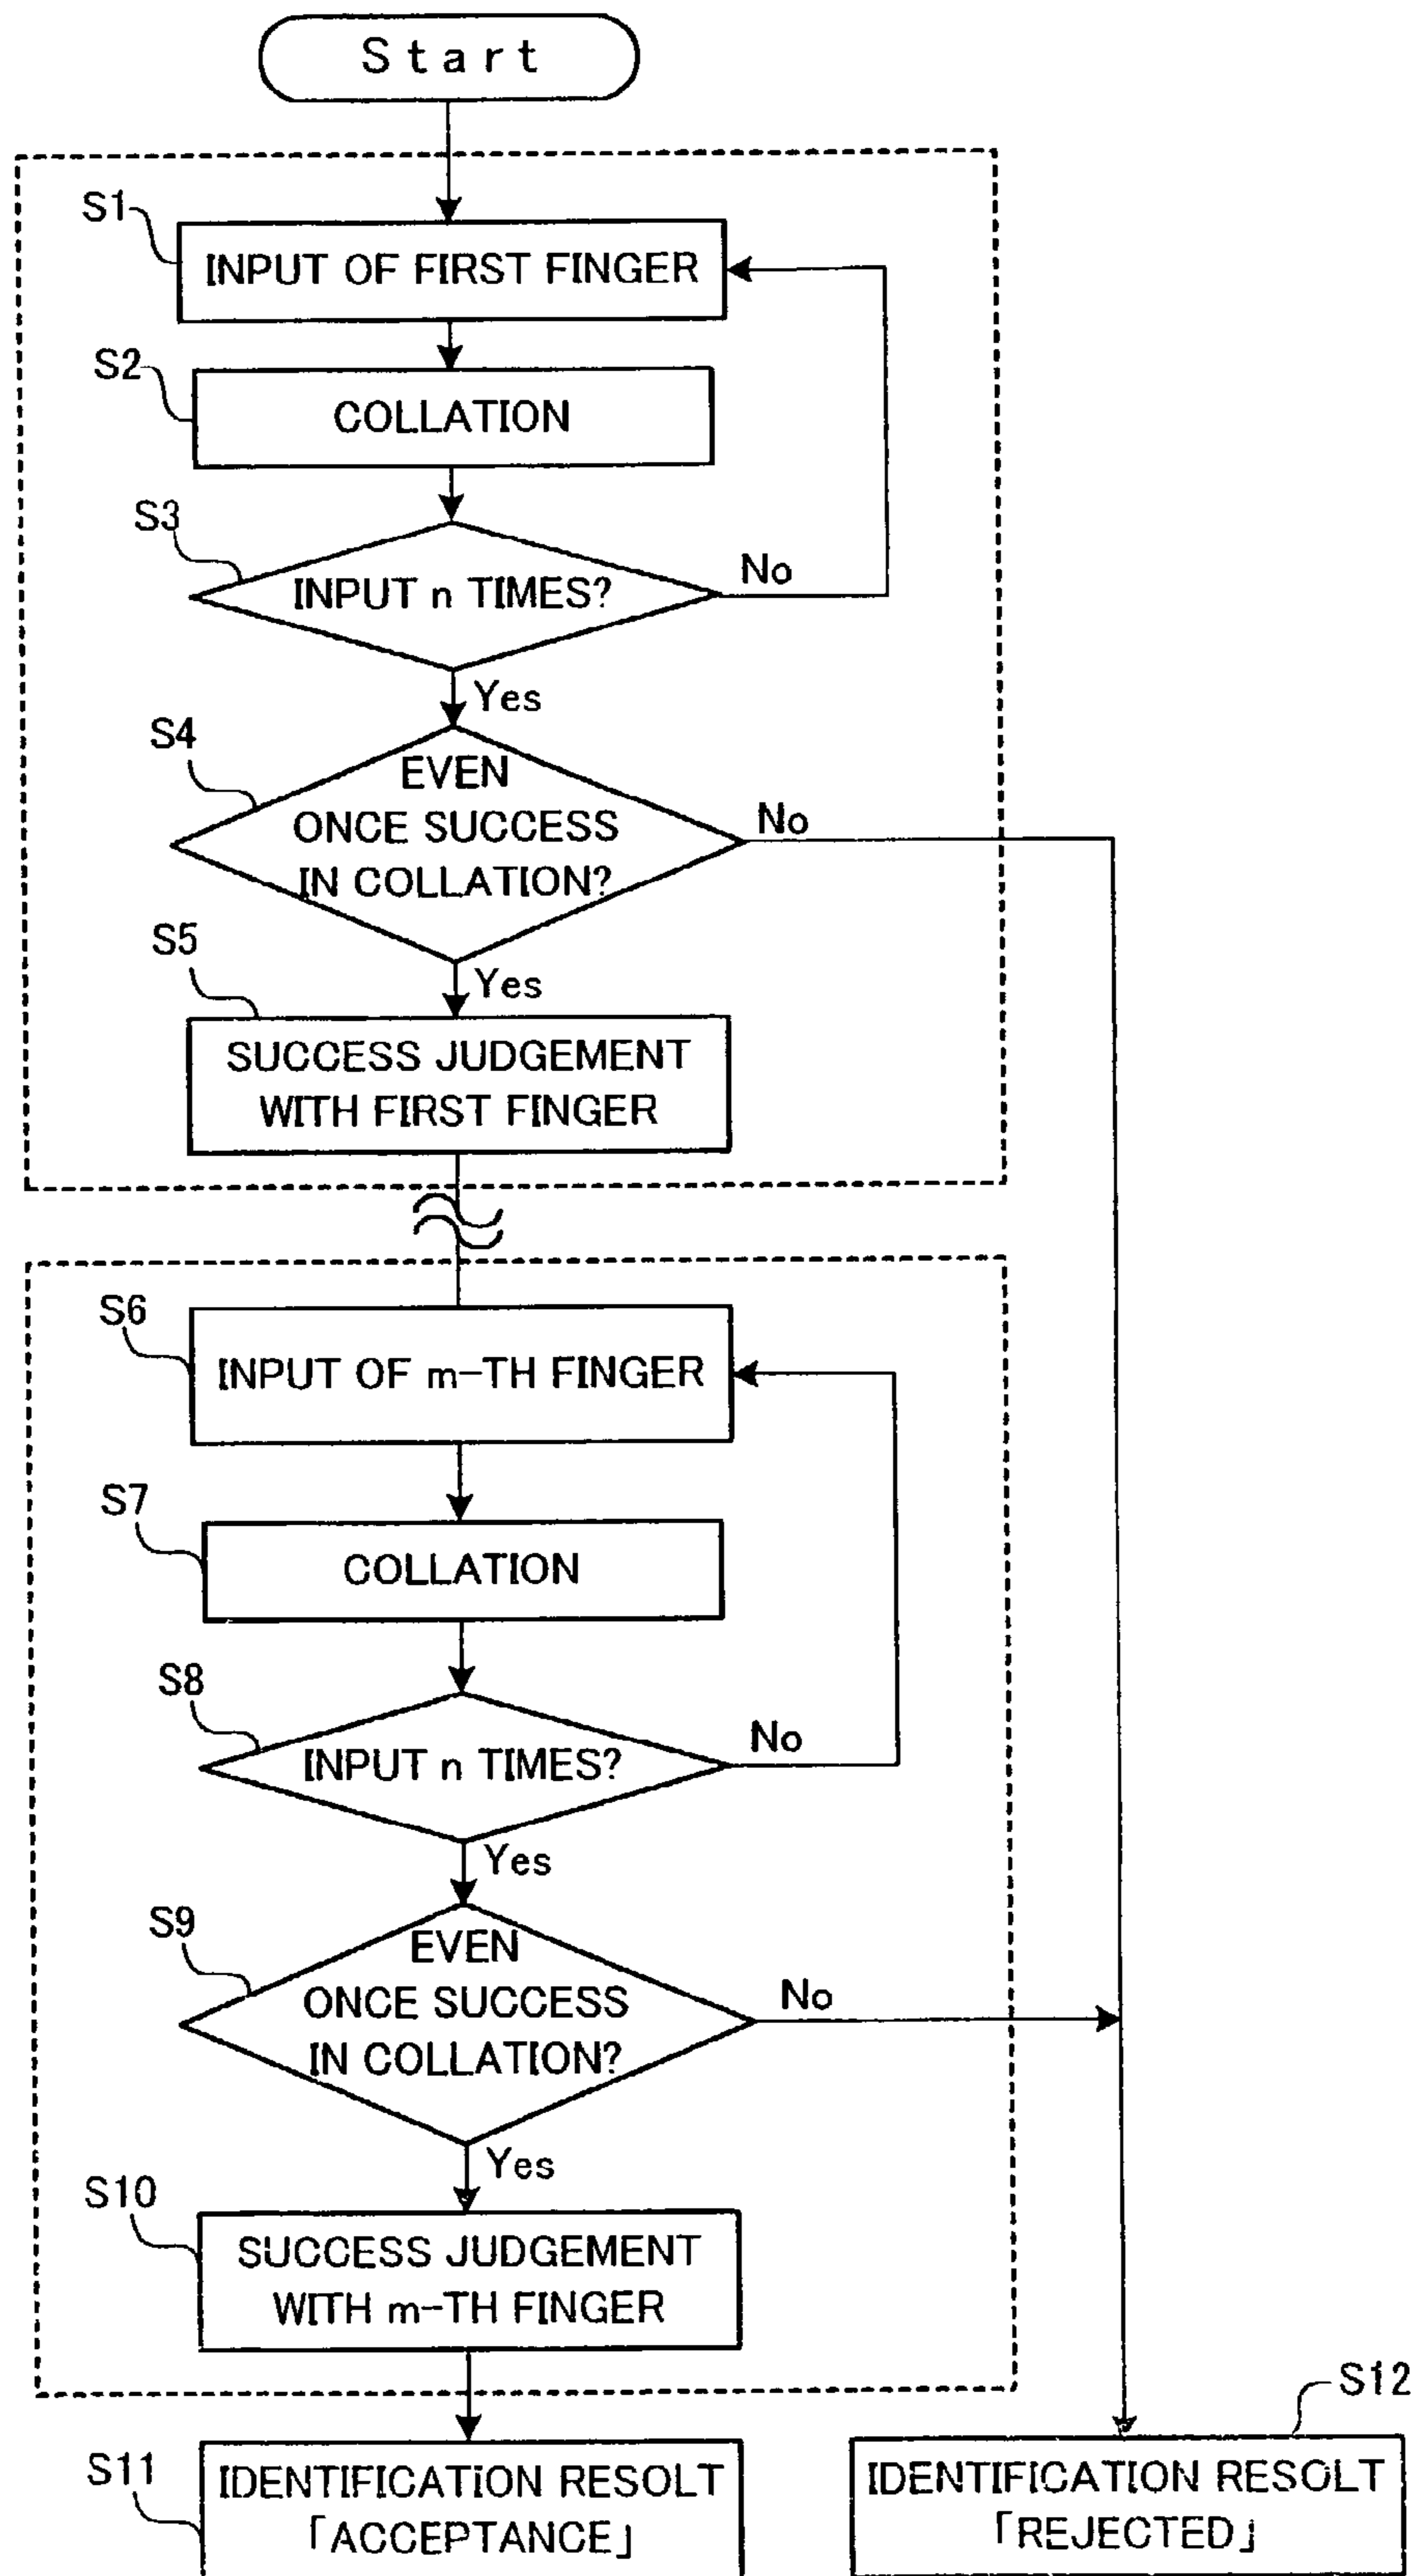 Start
S1
INPUT OF FIRST FINGER
S2
COLLATION
S3
INPUT n TIMES?
No
Yes
S4
EVEN
ONCE SUCCESS
IN COLLATION?
No
Yes
S5
SUCCESS JUDGEMENT
WITH FIRST FINGER
S6
INPUT OF m-TH FINGER
S7
COLLATION
S8
INPUT n TIMES?
No
Yes
S9
EVEN
ONCE SUCCESS
IN COLLATION?
No
Yes
S10
SUCCESS JUDGEMENT
WITH m-TH FINGER
S11
IDENTIFICATION RESOLT
「ACCEPTANCE」
S12
IDENTIFICATION RESOLT
「REJECTED」